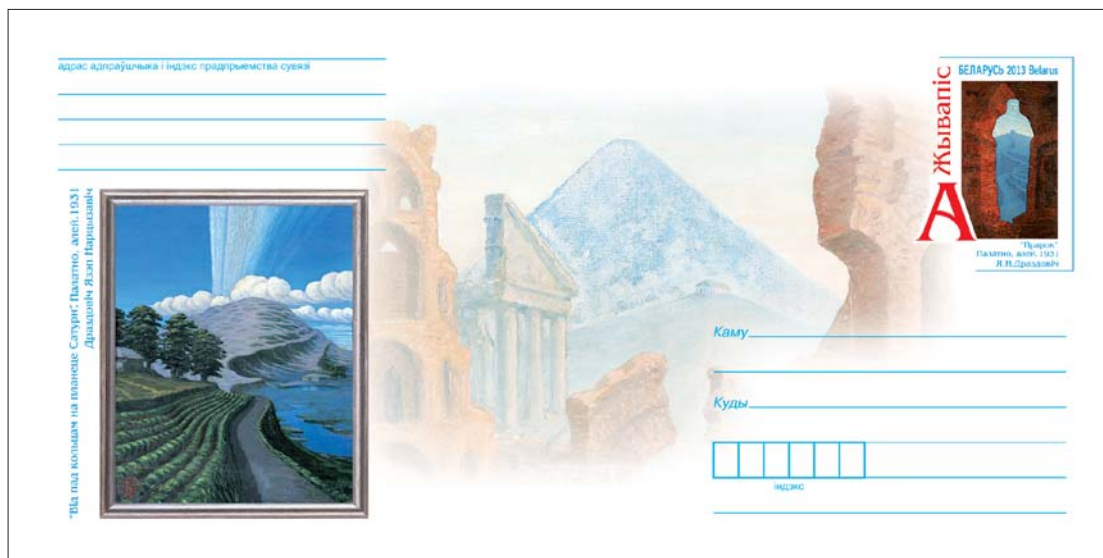 адрас адпраўшчыка і індэкс прадпрыемства сувязі
"Від пад кольцам на планеце Сатурн". Палатно, алей.1931
Драздовіч Язэп Нарцызавіч
БЕЛАРУСЬ 2013 Belarus
Жывапіс
А
"Прарок"
Палатно, алей.1931
Я.Н.Драздовіч
Каму
Куды
індэкс